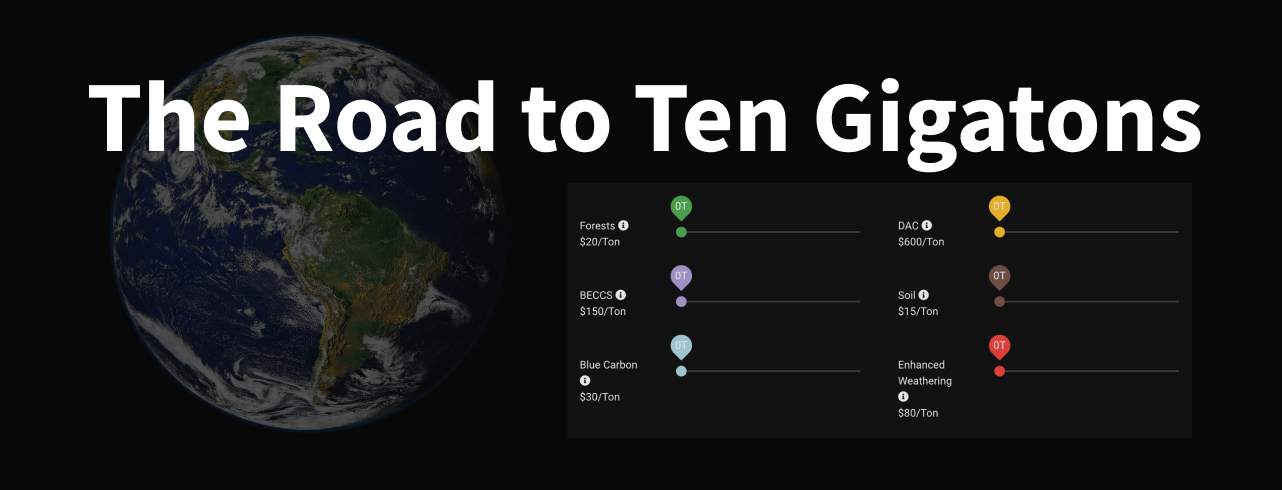 The Road to Ten Gigatons
0T
Forests
$20/Ton
0T
DAC
$600/Ton
0T
BECCS
$150/Ton
0T
Soil
$15/Ton
0T
Blue Carbon
$30/Ton
0T
Enhanced
Weathering
$80/Ton